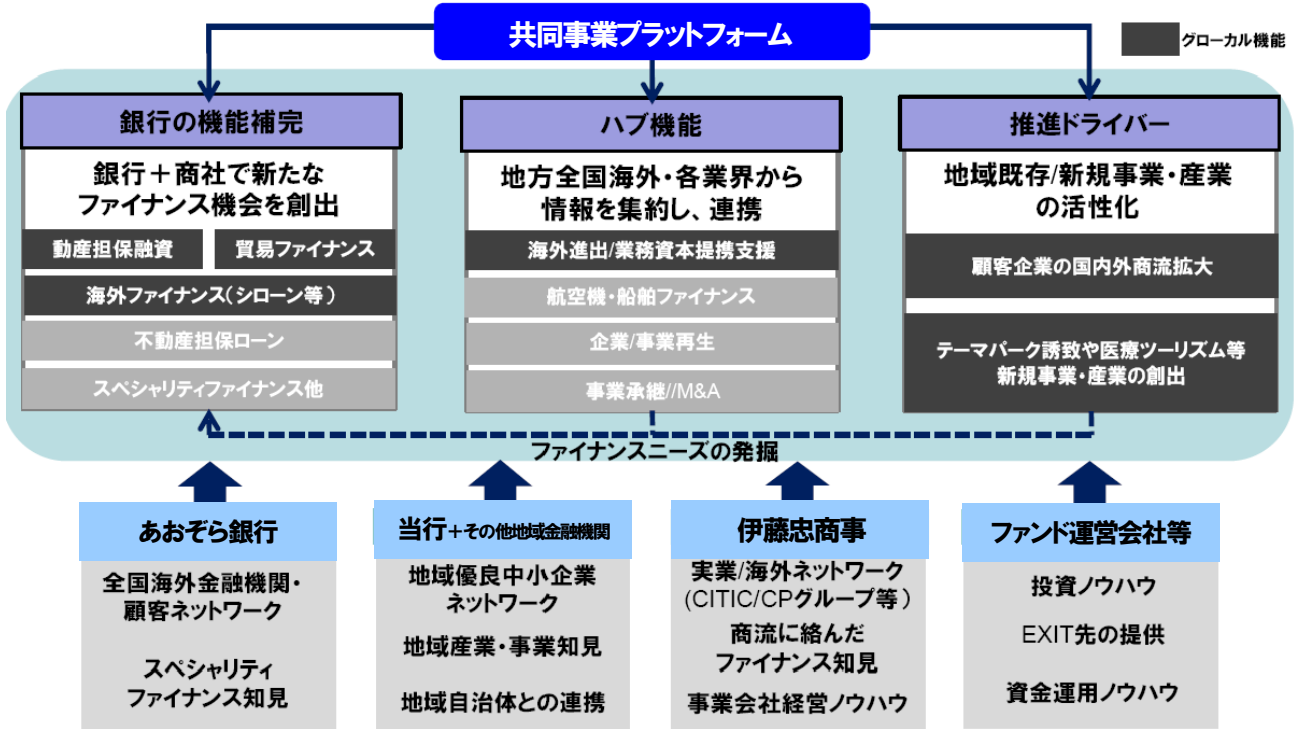 共同事業プラットフォーム
グローカル機能
銀行の機能補完
銀行＋商社で新たな
ファイナンス機会を創出
動産担保融資
貿易ファイナンス
海外ファイナンス(シローン等)
不動産担保ローン
スペシャリティファイナンス他
ハブ機能
地方全国海外・各業界から
情報を集約し、連携
海外進出/業務資本提携支援
航空機・船舶ファイナンス
企業/事業再生
事業承継//M&A
推進ドライバー
地域既存/新規事業・産業
の活性化
顧客企業の国内外商流拡大
テーマパーク誘致や医療ツーリズム等
新規事業・産業の創出
ファイナンスニーズの発掘
あおぞら銀行
全国海外金融機関・
顧客ネットワーク
スペシャリティ
ファイナンス知見
当行＋その他地域金融機関
地域優良中小企業
ネットワーク
地域産業・事業知見
地域自治体との連携
伊藤忠商事
実業/海外ネットワーク
(CITIC/CPグループ等)
商流に絡んだ
ファイナンス知見
事業会社経営ノウハウ
ファンド運営会社等
投資ノウハウ
EXIT先の提供
資金運用ノウハウ